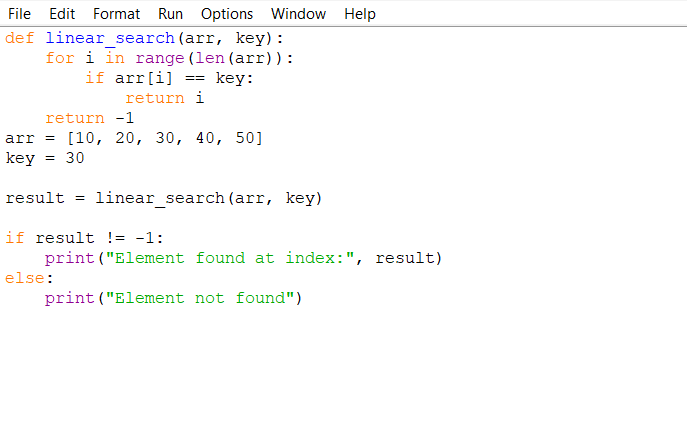 File Edit Format Run Options Window Help
def linear_search(arr, key):
    for i in range(len(arr)):
        if arr[i] == key:
            return i
    return -1
arr = [10, 20, 30, 40, 50]
key = 30

result = linear_search(arr, key)

if result != -1:
    print("Element found at index:", result)
else:
    print("Element not found")